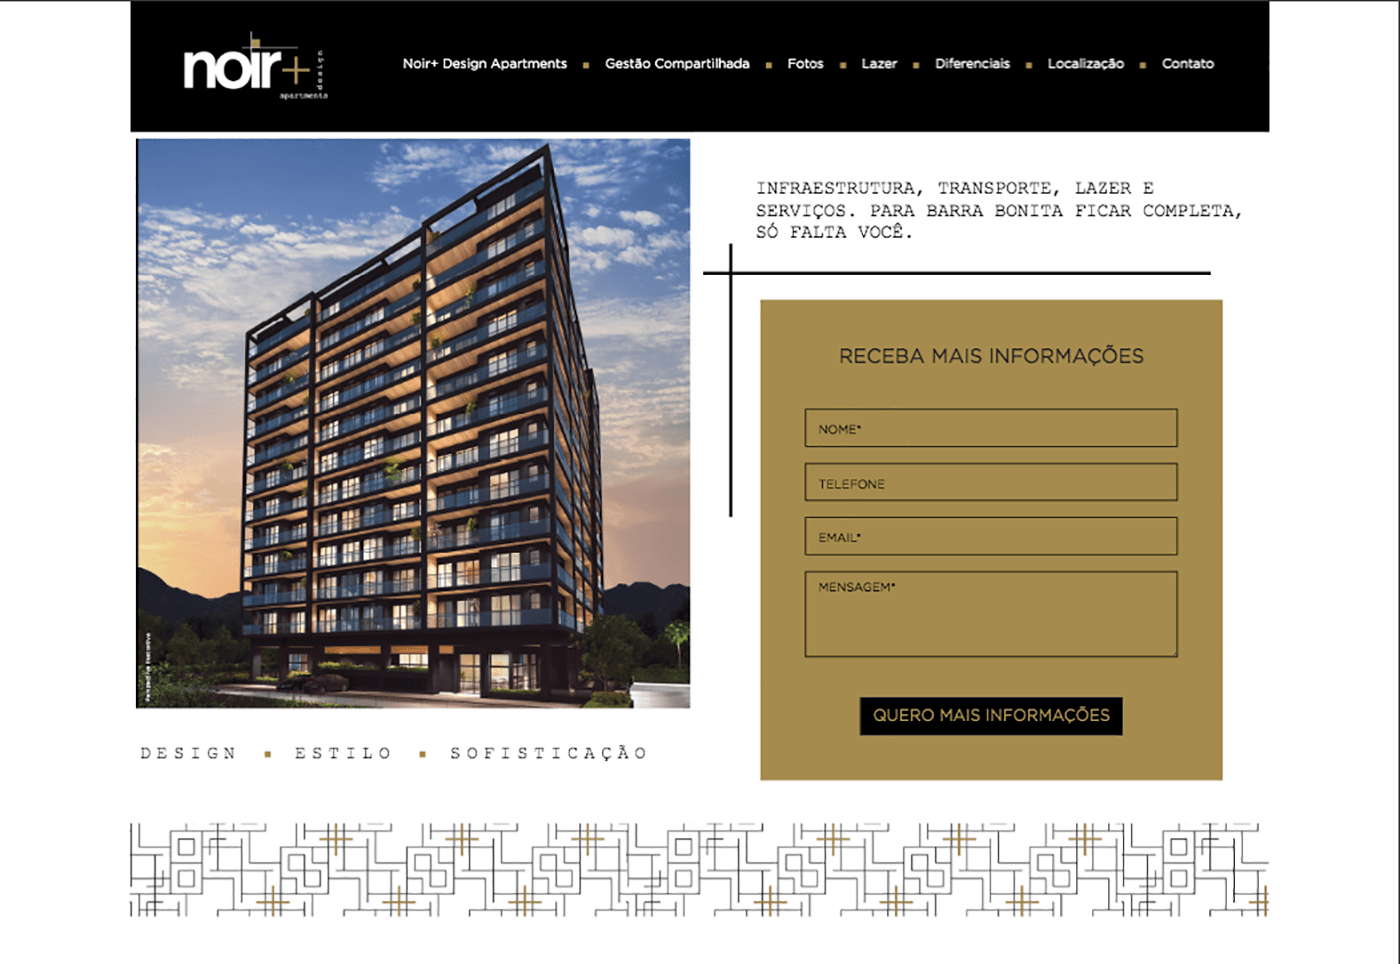 noir+
design
apartments
Noir+ Design Apartments ▪ Gestão Compartilhada ▪ Fotos ▪ Lazer ▪ Diferenciais ▪ Localização ▪ Contato
INFRAESTRUTURA, TRANSPORTE, LAZER E
SERVIÇOS. PARA BARRA BONITA FICAR COMPLETA,
SÓ FALTA VOCÊ.
RECEBA MAIS INFORMAÇÕES
NOME*
TELEFONE
EMAIL*
MENSAGEM*
QUERO MAIS INFORMAÇÕES
Perspectiva Ilustrativa
DESIGN ▪ ESTILO ▪ SOFISTICAÇÃO